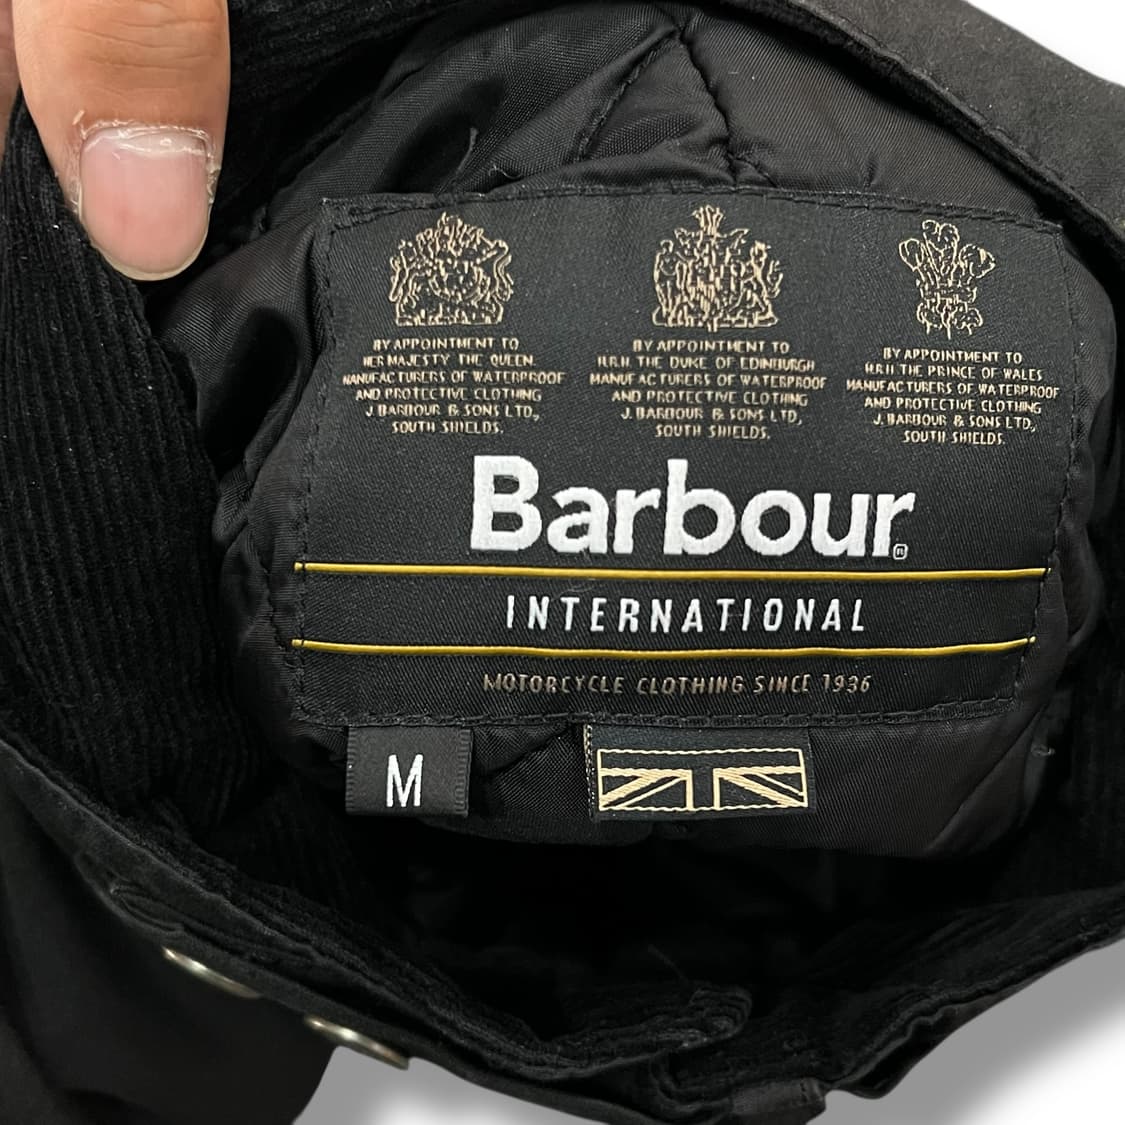 BY APPOINTMENT TO
HER MAJESTY THE QUEEN.
MANUFACTURERS OF WATERPROOF
AND PROTECTIVE CLOTHING
J. BARBOUR & SONS LTD.,
SOUTH SHIELDS.
BY APPOINTMENT TO
H.R.H. THE DUKE OF EDINBURGH
MANUFACTURERS OF WATERPROOF
AND PROTECTIVE CLOTHING
J. BARBOUR & SONS LTD,
SOUTH SHIELDS.
BY APPOINTMENT TO
H.R.H THE PRINCE OF WALES
MANUFACTURERS OF WATERPROOF
AND PROTECTIVE CLOTHING
J. BARBOUR & SONS LTD,
SOUTH SHIELDS.
Barbour®
INTERNATIONAL
MOTORCYCLE CLOTHING SINCE 1936
M